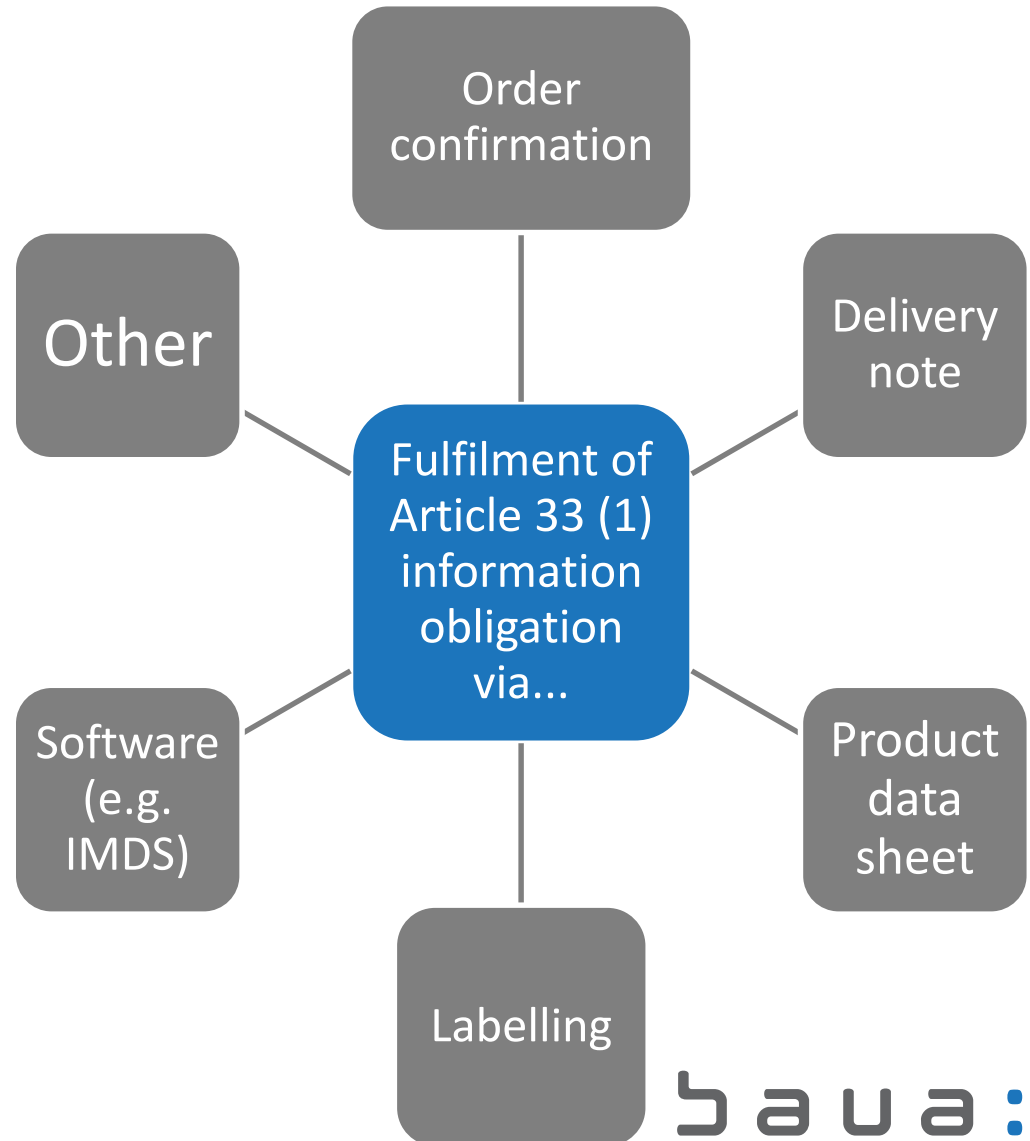 Order
confirmation
Other
Delivery
note
Fulfilment of
Article 33 (1)
information
obligation
via...
Software
(e.g.
IMDS)
Product
data
sheet
Labelling
baua: